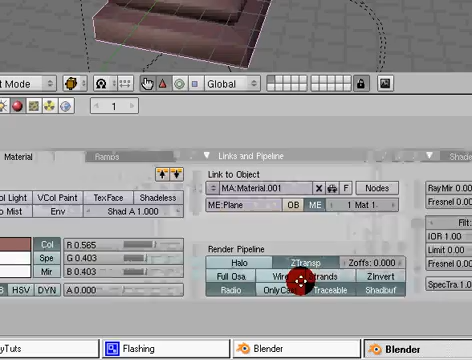 t Mode
Global
1
Material
Ramps
Links and Pipeline
Shade
Link to Object
MA:Material.001 X F Nodes
ME:Plane OB ME 1 Mat 1
ol Light VCol Paint TexFace Shadeless
o Mist Env Shad A 1.000
RayMir 0.00
Fresnel 0.00
Filt:
IOR 1.00
Limit 0.00
Fresnel 0.00
SpecTra 1.0
Col R 0.565
Spe G 0.403
Mir B 0.403
B HSV DYN A 0.000
Render Pipeline
Halo ZTransp Zoffs: 0.000
Full Osa Wire trands ZInvert
Radio OnlyCa Traceable Shadbuf
yTuts
Flashing
Blender
Blender